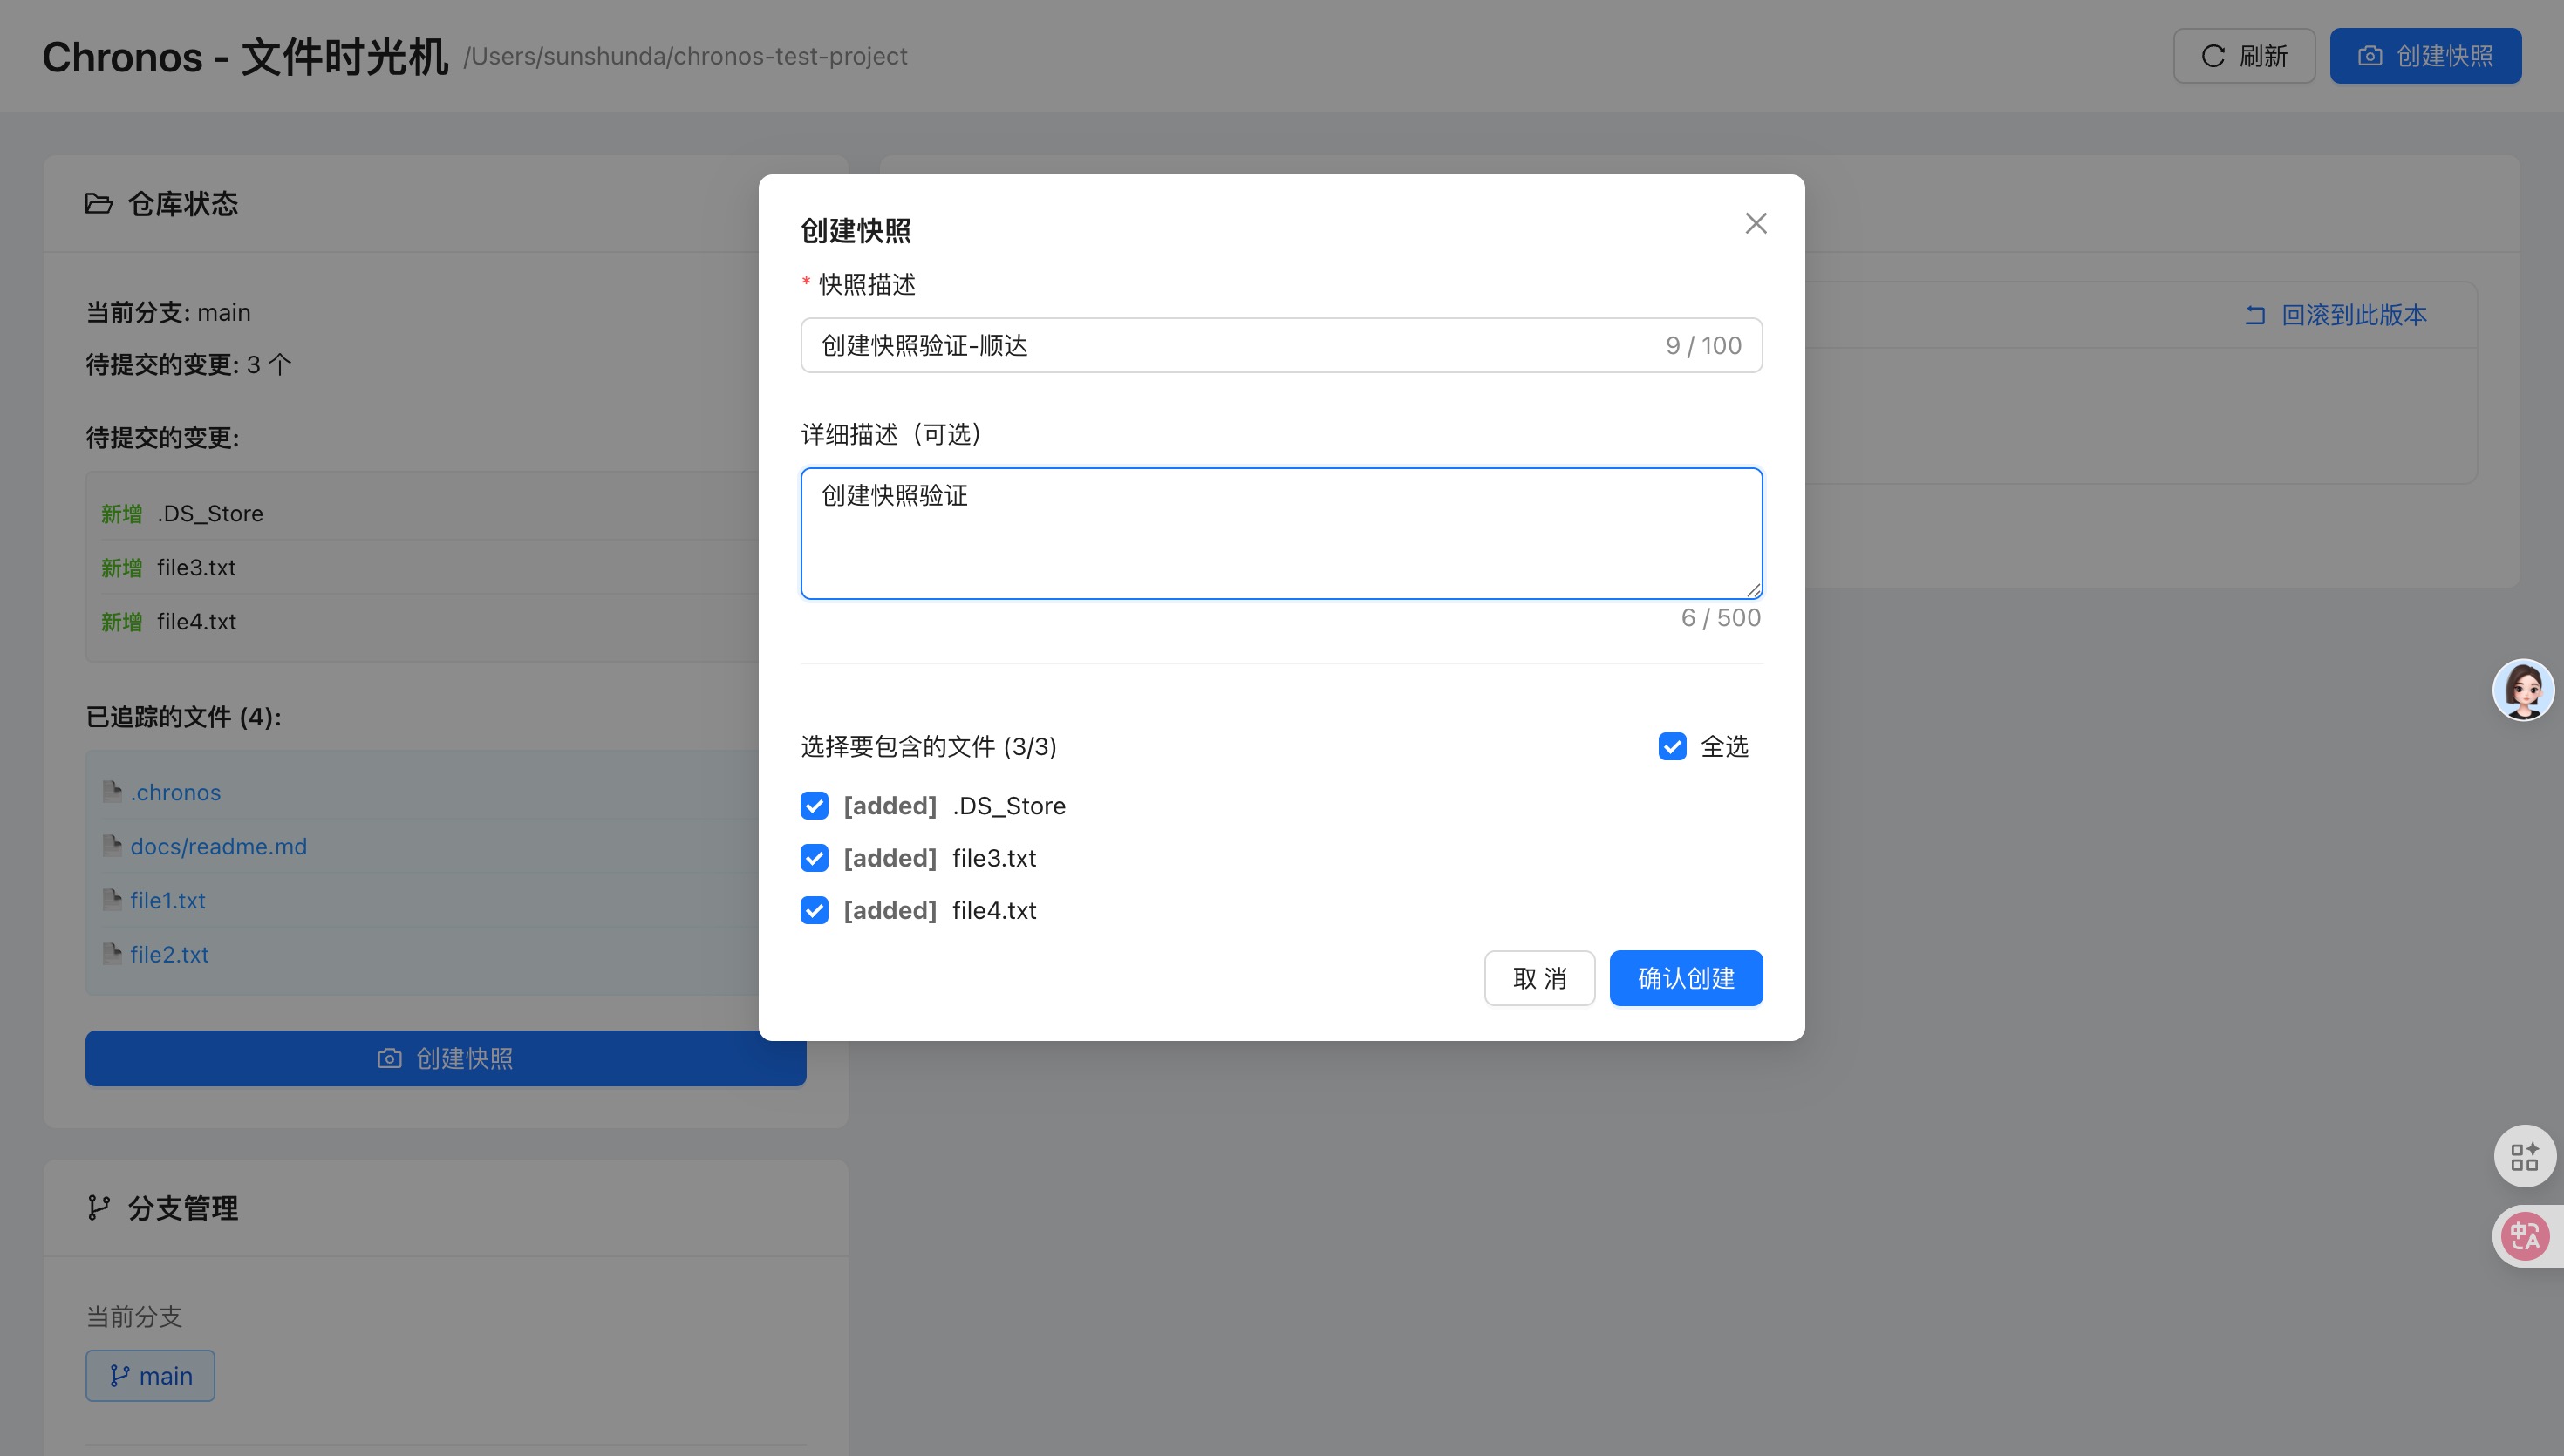 Chronos - 文件时光机 /Users/sunshunda/chronos-test-project
刷新
创建快照
仓库状态
当前分支: main
待提交的变更: 3 个
待提交的变更:
新增 .DS_Store
新增 file3.txt
新增 file4.txt
已追踪的文件 (4):
.chronos
docs/readme.md
file1.txt
file2.txt
创建快照
分支管理
当前分支
main
回滚到此版本
创建快照
* 快照描述
创建快照验证-顺达 9 / 100
详细描述（可选）
创建快照验证
6 / 500
选择要包含的文件 (3/3) 全选
[added] .DS_Store
[added] file3.txt
[added] file4.txt
取 消 确认创建
中A